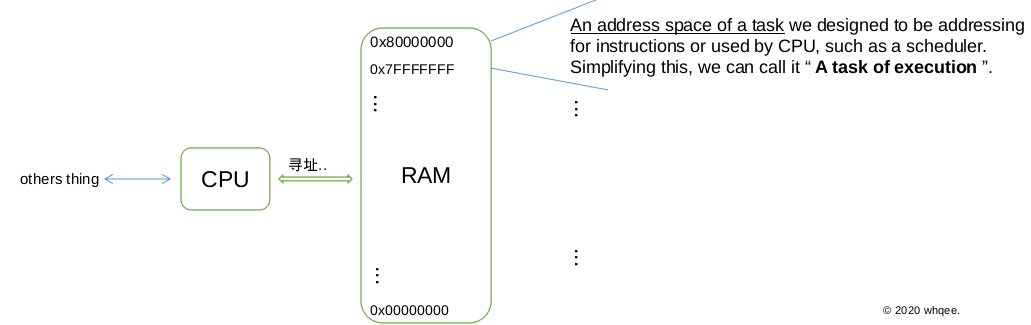 An address space of a task we designed to be addressing
for instructions or used by CPU, such as a scheduler.
Simplifying this, we can call it “ A task of execution ”.
0x80000000
0x7FFFFFFF
寻址..
others thing
CPU
RAM
0x00000000
© 2020 whqee.